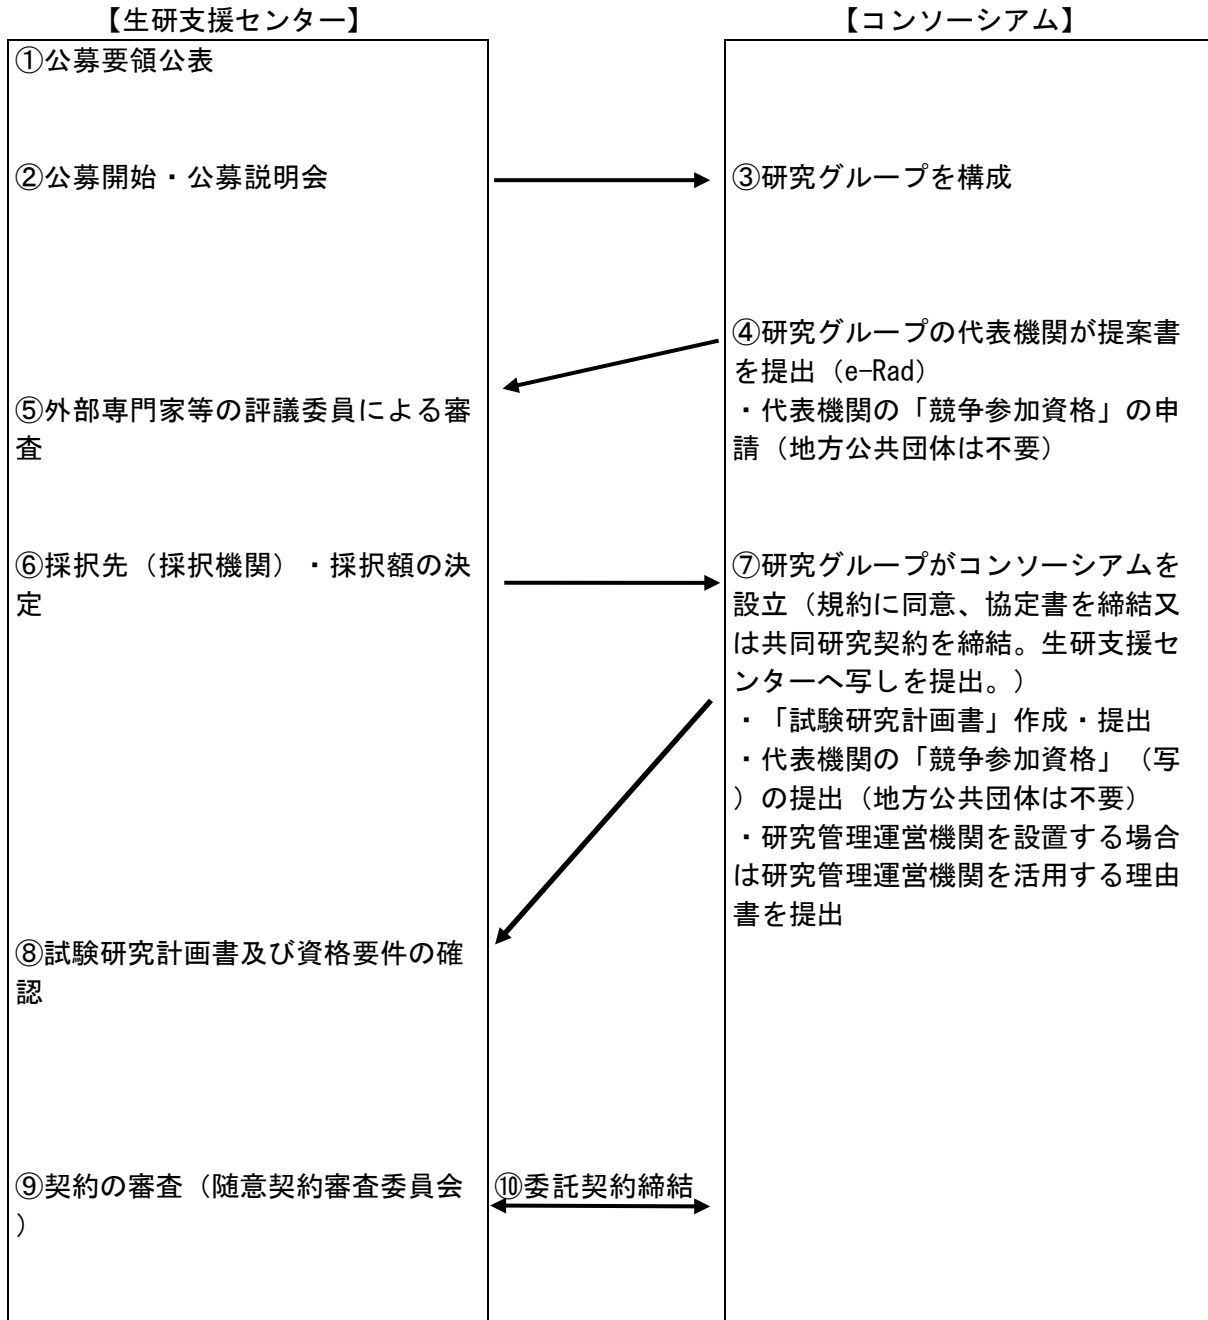 【生研支援センター】
【コンソーシアム】
①公募要領公表
②公募開始・公募説明会
③研究グループを構成
④研究グループの代表機関が提案書
を提出（e-Rad）
・代表機関の「競争参加資格」の申
請（地方公共団体は不要）
⑤外部専門家等の評議委員による審
査
⑥採択先（採択機関）・採択額の決
定
⑦研究グループがコンソーシアムを
設立（規約に同意、協定書を締結又
は共同研究契約を締結。生研支援セ
ンターへ写しを提出。）
・「試験研究計画書」作成・提出
・代表機関の「競争参加資格」（写
）の提出（地方公共団体は不要）
・研究管理運営機関を設置する場合
は研究管理運営機関を活用する理由
書を提出
⑧試験研究計画書及び資格要件の確
認
⑨契約の審査（随意契約審査委員会
）
⑩委託契約締結